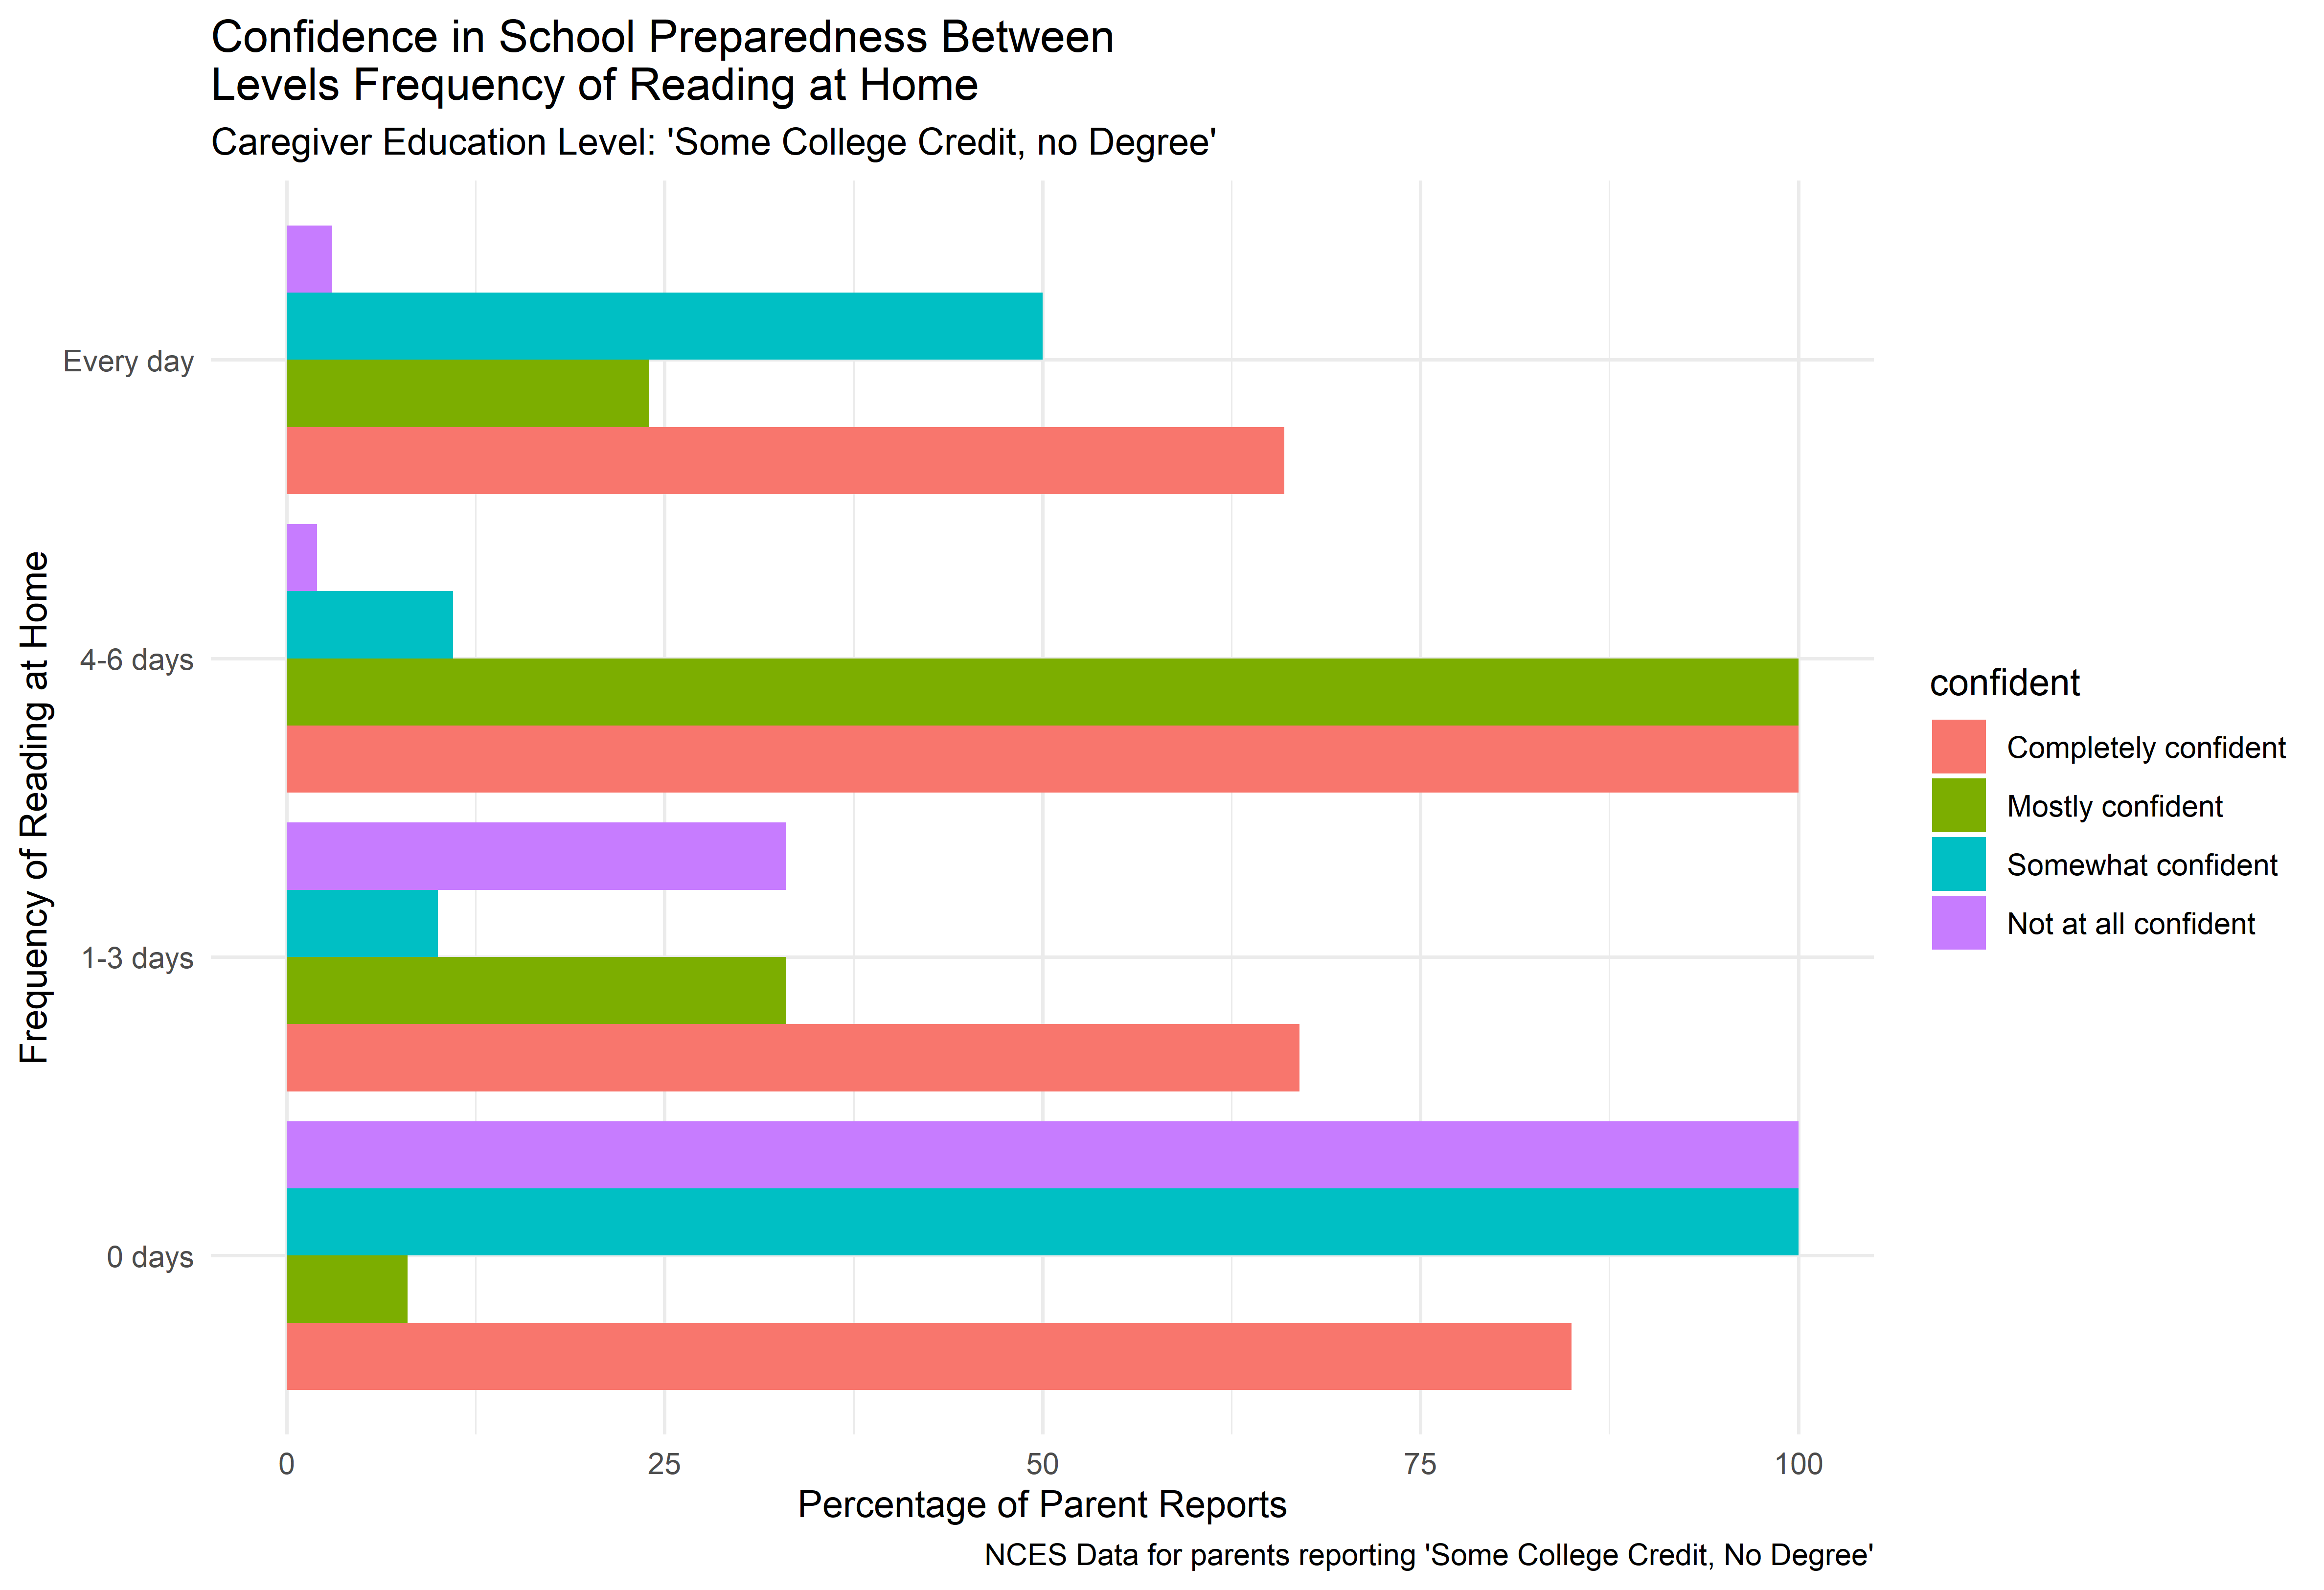 Confidence in School Preparedness Between
Levels Frequency of Reading at Home
Caregiver Education Level: 'Some College Credit, no Degree'
Frequency of Reading at Home
Every day
4-6 days
1-3 days
0 days
0
25
50
75
100
Percentage of Parent Reports
NCES Data for parents reporting 'Some College Credit, No Degree'
confident
Completely confident
Mostly confident
Somewhat confident
Not at all confident